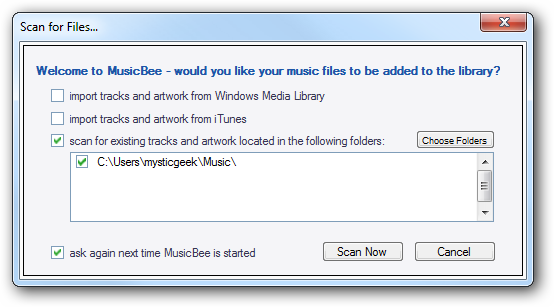 Scan for Files...
Welcome to MusicBee - would you like your music files to be added to the library?
import tracks and artwork from Windows Media Library
import tracks and artwork from iTunes
scan for existing tracks and artwork located in the following folders:
Choose Folders
C:\Users\mysticgeek\Music\
ask again next time MusicBee is started
Scan Now
Cancel